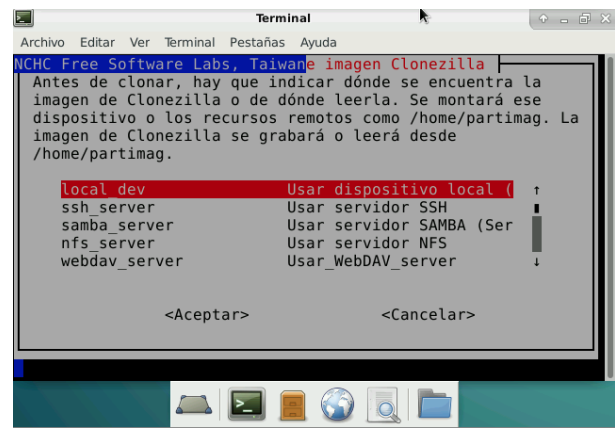 Terminal
Archivo Editar Ver Terminal Pestañas Ayuda
NCHC Free Software Labs, Taiwane imagen Clonezilla
Antes de clonar, hay que indicar dónde se encuentra la
imagen de Clonezilla o de dónde leerla. Se montará ese
dispositivo o los recursos remotos como /home/partimag. La
imagen de Clonezilla se grabará o leerá desde
/home/partimag.
local_dev Usar dispositivo local (
ssh_server Usar servidor SSH
samba_server Usar servidor SAMBA (Ser
nfs_server Usar servidor NFS
webdav_server Usar_WebDAV_server
<Aceptar> <Cancelar>